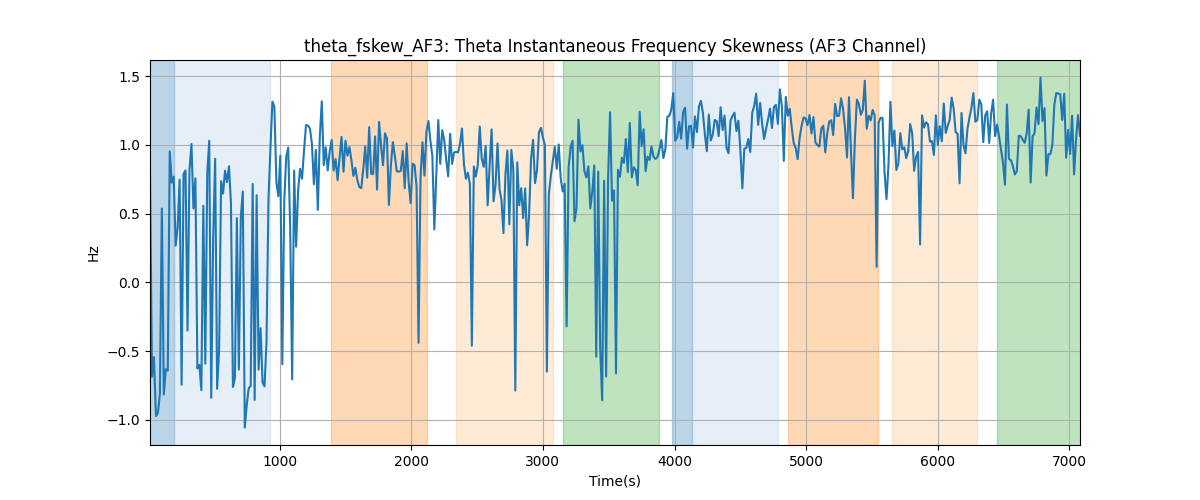 theta_fskew_AF3: Theta Instantaneous Frequency Skewness (AF3 Channel)
1.5
1.0
0.5
0.0
−0.5
−1.0
Hz
1000 2000 3000 4000 5000 6000 7000
Time(s)